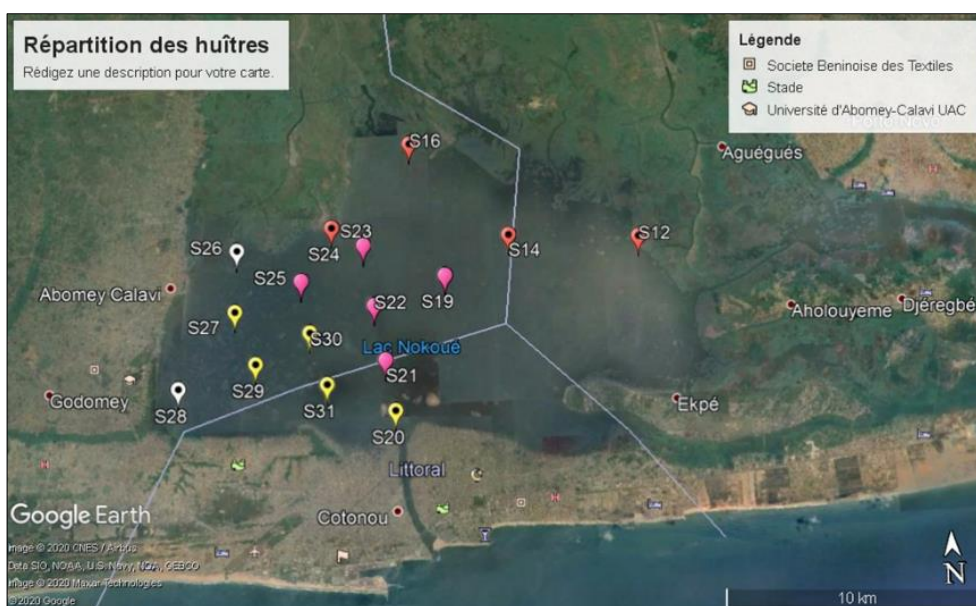 Répartition des huîtres
Rédigez une description pour votre carte.
Légende
Societe Beninoise des Textiles
Stade
Université d'Abomey-Calavi UAC
S16
Aguégués
S23
S24
S14
S12
S26
S25
S19
Abomey Calavi
S22
Aholouyeme
Djéregbé
S27
S30
Lac Nokoué
S29
S21
Godomey
S28
S31
Ekpé
S20
Littoral
Google Earth
Cotonou
Image © 2020 CNES / Airbus
Data SIO, NOAA, U.S. Navy, NGA, GEBCO
Image © 2020 Maxar Technologies
© 2020 Google
N
10 km